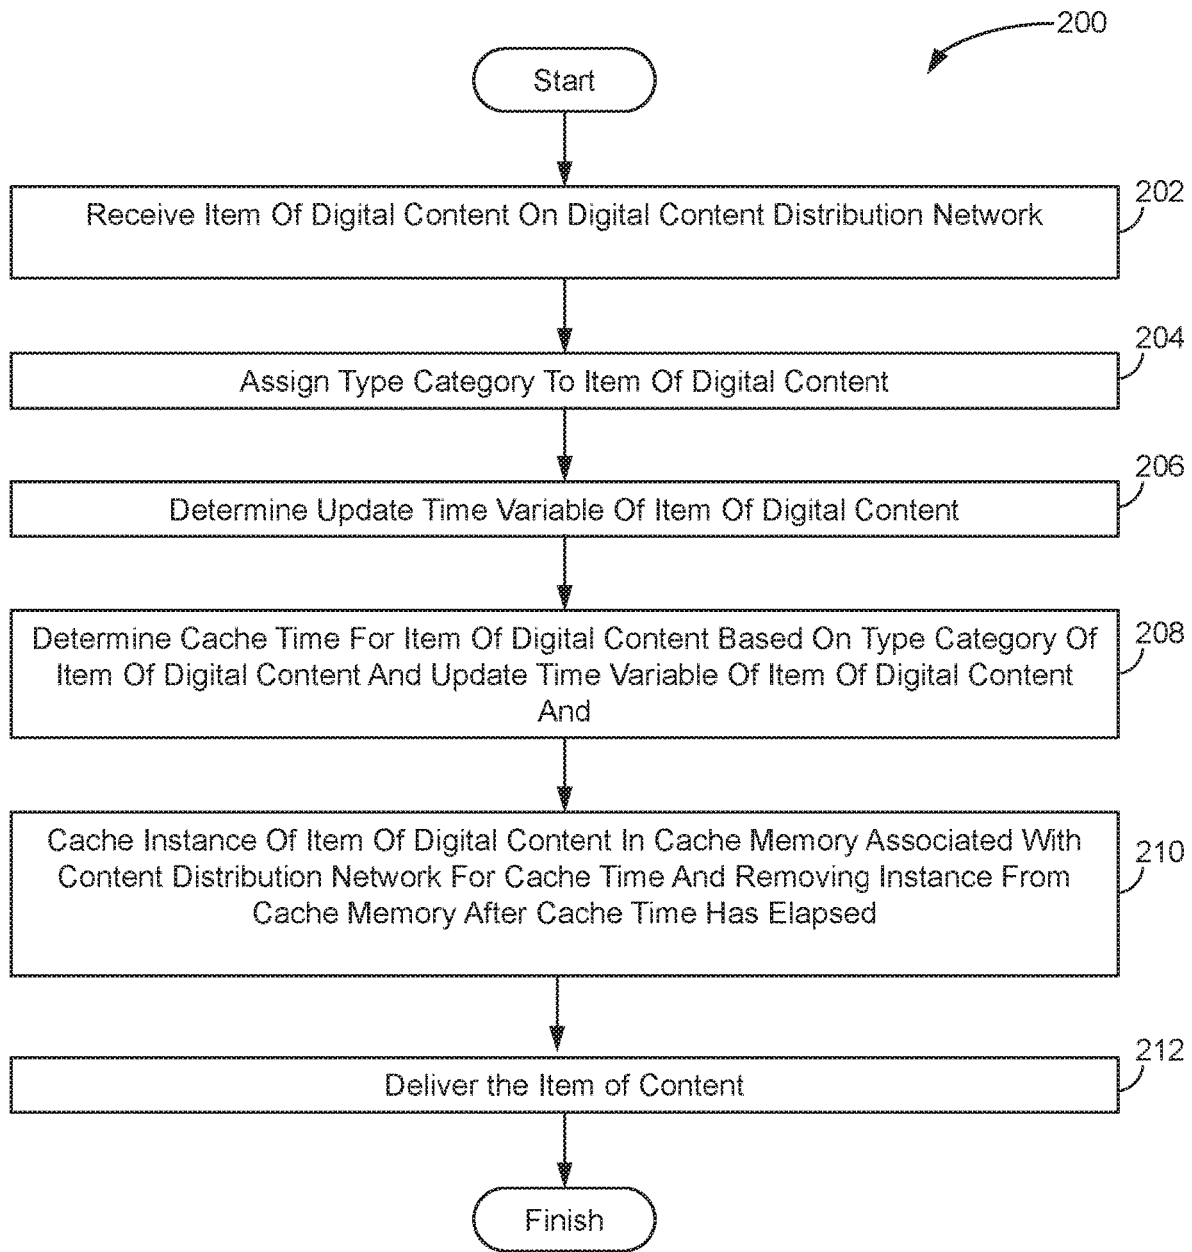 200
Start
202
Receive Item Of Digital Content On Digital Content Distribution Network
204
Assign Type Category To Item Of Digital Content
206
Determine Update Time Variable Of Item Of Digital Content
208
Determine Cache Time For Item Of Digital Content Based On Type Category Of
Item Of Digital Content And Update Time Variable Of Item Of Digital Content
And
210
Cache Instance Of Item Of Digital Content In Cache Memory Associated With
Content Distribution Network For Cache Time And Removing Instance From
Cache Memory After Cache Time Has Elapsed
212
Deliver the Item of Content
Finish